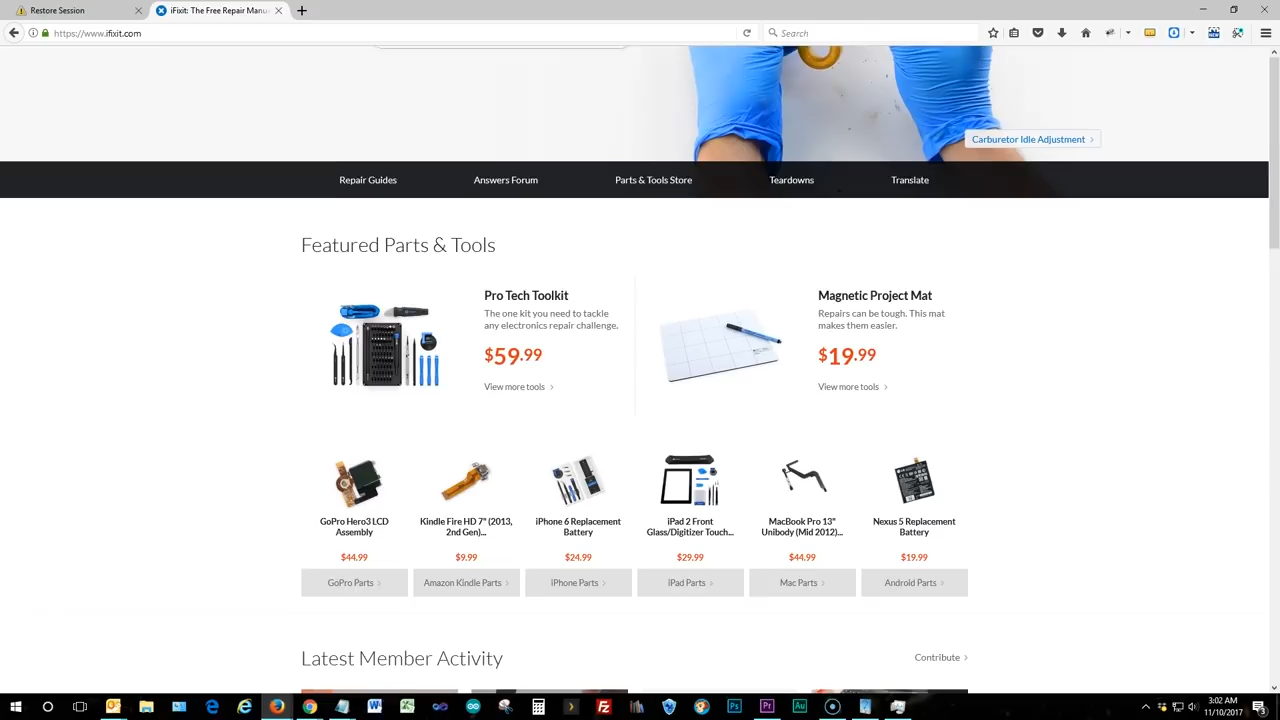 Restore Session
iFixit: The Free Repair Manu
https://www.ifixit.com
Search
Carburetor Idle Adjustment
Repair Guides
Answers Forum
Parts & Tools Store
Teardowns
Translate
Featured Parts & Tools
Pro Tech Toolkit
The one kit you need to tackle
any electronics repair challenge.
$59.99
View more tools
Magnetic Project Mat
Repairs can be tough. This mat
makes them easier.
$19.99
View more tools
GoPro Hero3 LCD
Assembly
$44.99
GoPro Parts
Kindle Fire HD 7" (2013,
2nd Gen)...
$9.99
Amazon Kindle Parts
iPhone 6 Replacement
Battery
$24.99
iPhone Parts
iPad 2 Front
Glass/Digitizer Touch...
$29.99
iPad Parts
MacBook Pro 13"
Unibody (Mid 2012)...
$44.99
Mac Parts
Nexus 5 Replacement
Battery
$19.99
Android Parts
Latest Member Activity
Contribute
3:02 AM
11/10/2017